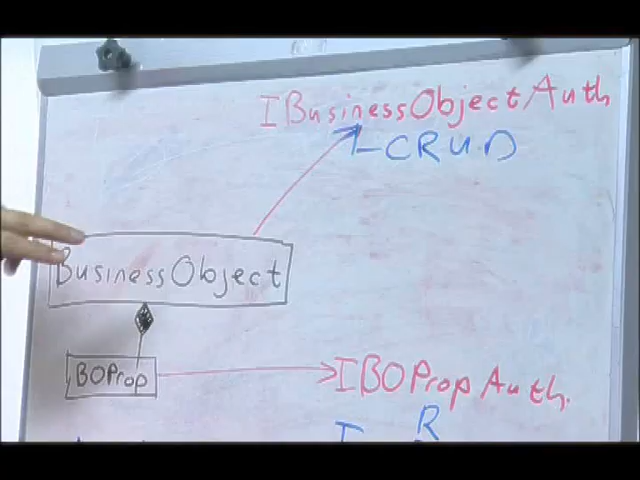 IBusinessObjectAuth
-CRUD
BusinessObject
BOProp
IBOPropAuth.
R